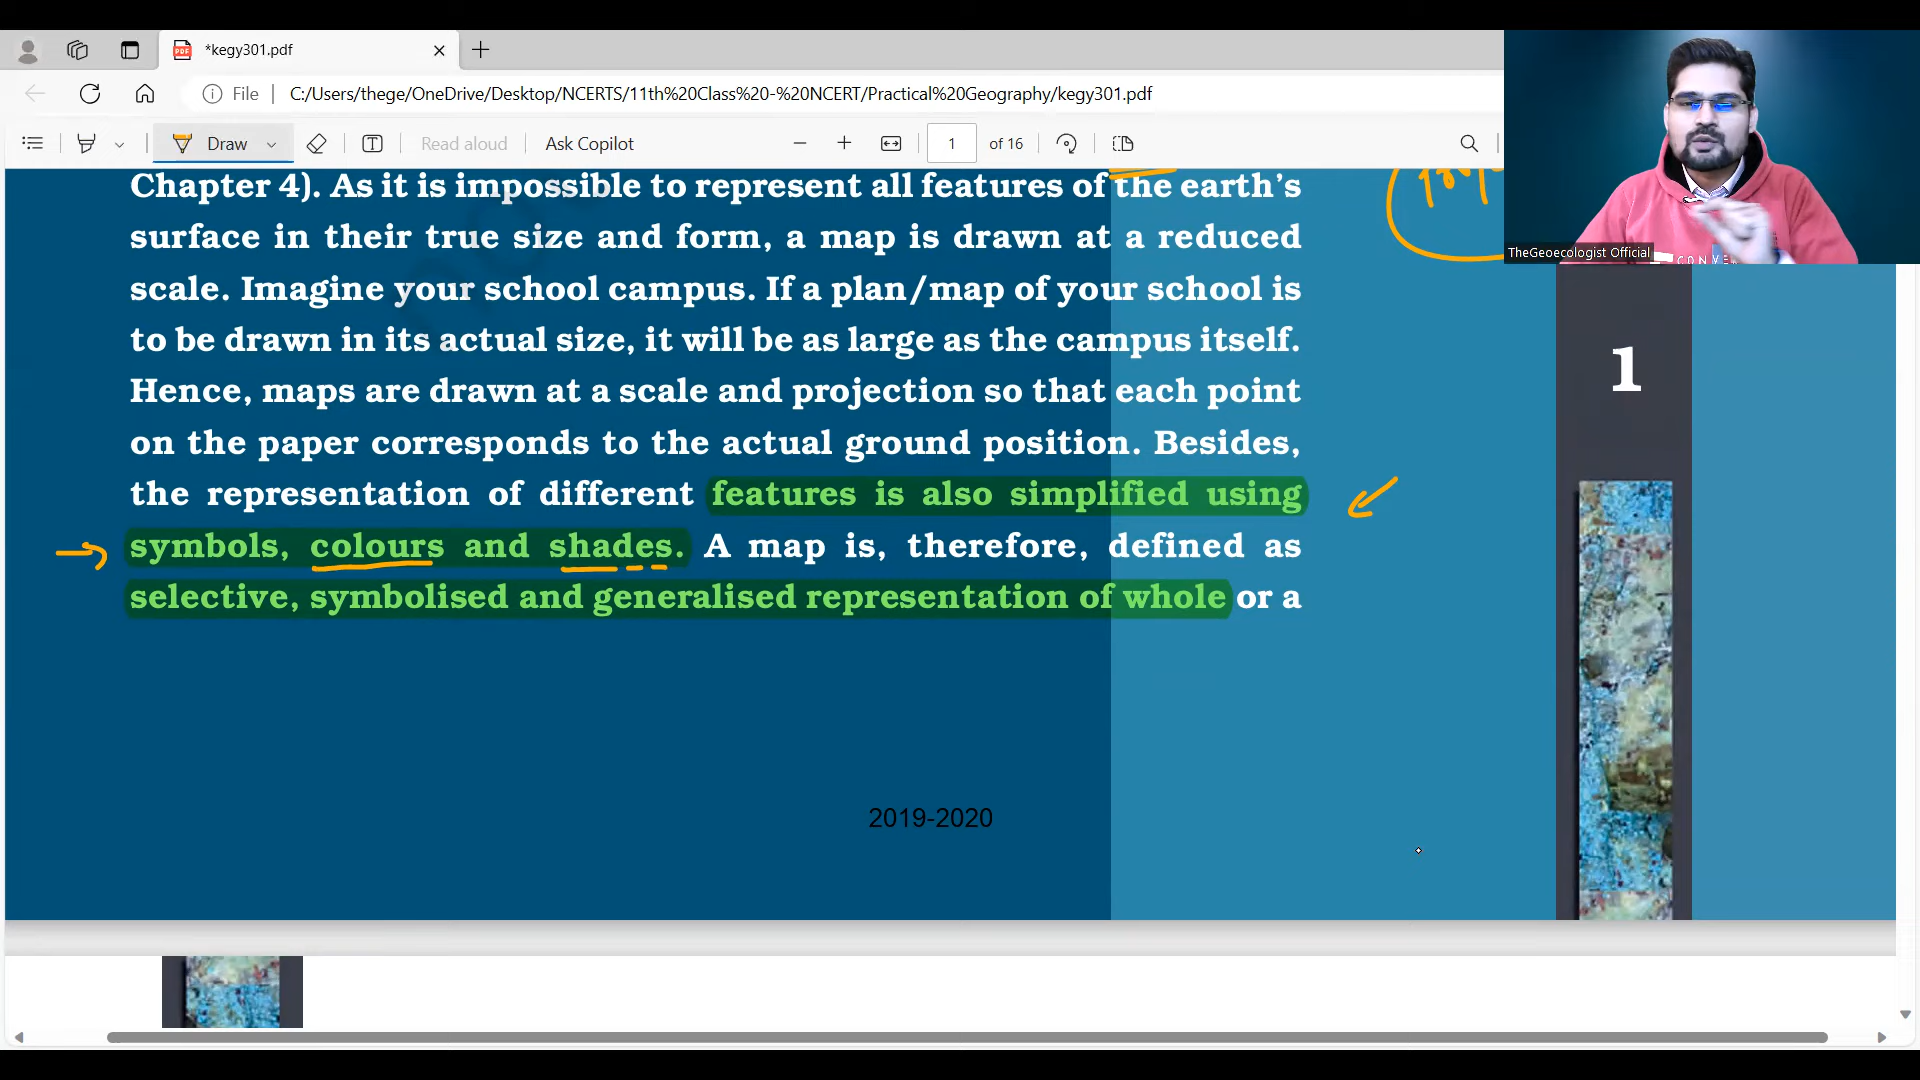 *kegy301.pdf
File
C:/Users/thege/OneDrive/Desktop/NCERTS/11th%20Class%20-%20NCERT/Practical%20Geography/kegy301.pdf
Draw
Read aloud
Ask Copilot
1
of 16
Chapter 4). As it is impossible to represent all features of the earth's
surface in their true size and form, a map is drawn at a reduced
scale. Imagine your school campus. If a plan/map of your school is
to be drawn in its actual size, it will be as large as the campus itself.
Hence, maps are drawn at a scale and projection so that each point
on the paper corresponds to the actual ground position. Besides,
the representation of different features is also simplified using
symbols, colours and shades. A map is, therefore, defined as
selective, symbolised and generalised representation of whole or a
2019-2020
1
TheGeoecologist Official